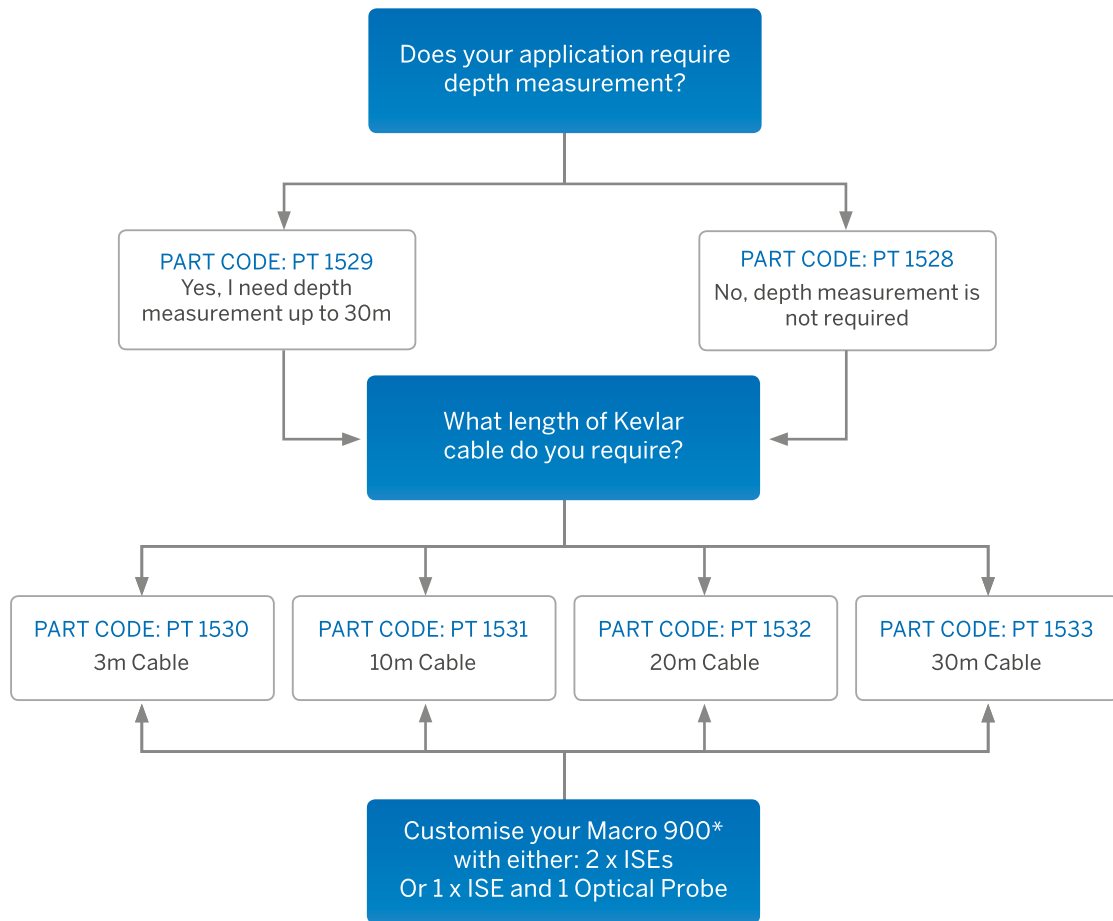 Does your application require
depth measurement?
PART CODE: PT 1529
Yes, I need depth
measurement up to 30m
PART CODE: PT 1528
No, depth measurement is
not required
What length of Kevlar
cable do you require?
PART CODE: PT 1530
3m Cable
PART CODE: PT 1531
10m Cable
PART CODE: PT 1532
20m Cable
PART CODE: PT 1533
30m Cable
Customise your Macro 900*
with either: 2 x ISEs
Or 1 x ISE and 1 Optical Probe